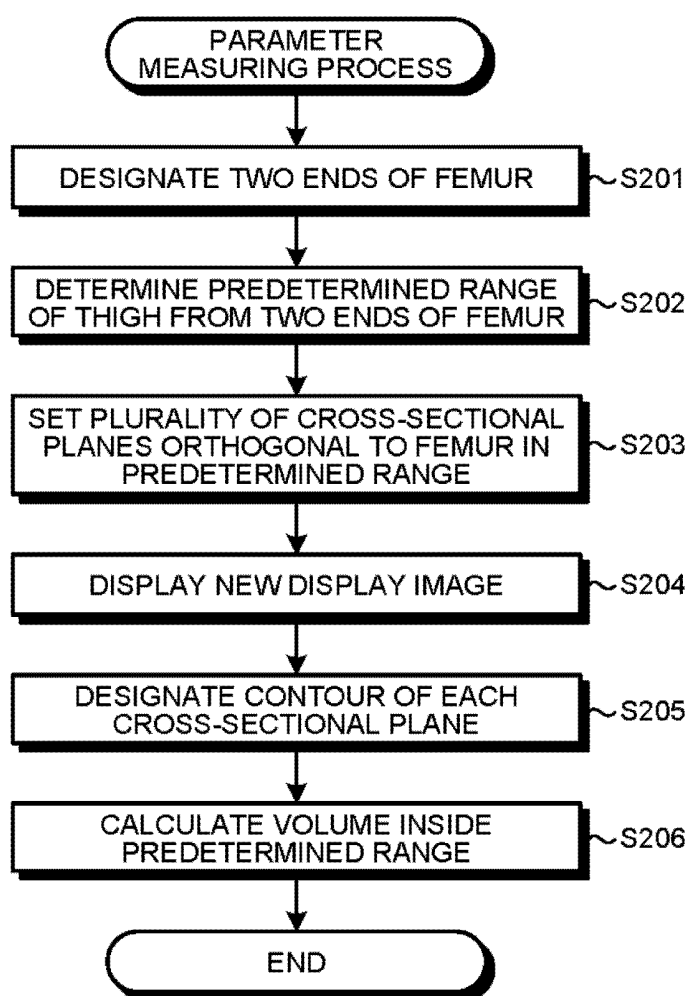 PARAMETER
MEASURING PROCESS
DESIGNATE TWO ENDS OF FEMUR
S201
DETERMINE PREDETERMINED RANGE
OF THIGH FROM TWO ENDS OF FEMUR
S202
SET PLURALITY OF CROSS-SECTIONAL
PLANES ORTHOGONAL TO FEMUR IN
PREDETERMINED RANGE
S203
DISPLAY NEW DISPLAY IMAGE
S204
DESIGNATE CONTOUR OF EACH
CROSS-SECTIONAL PLANE
S205
CALCULATE VOLUME INSIDE
PREDETERMINED RANGE
S206
END